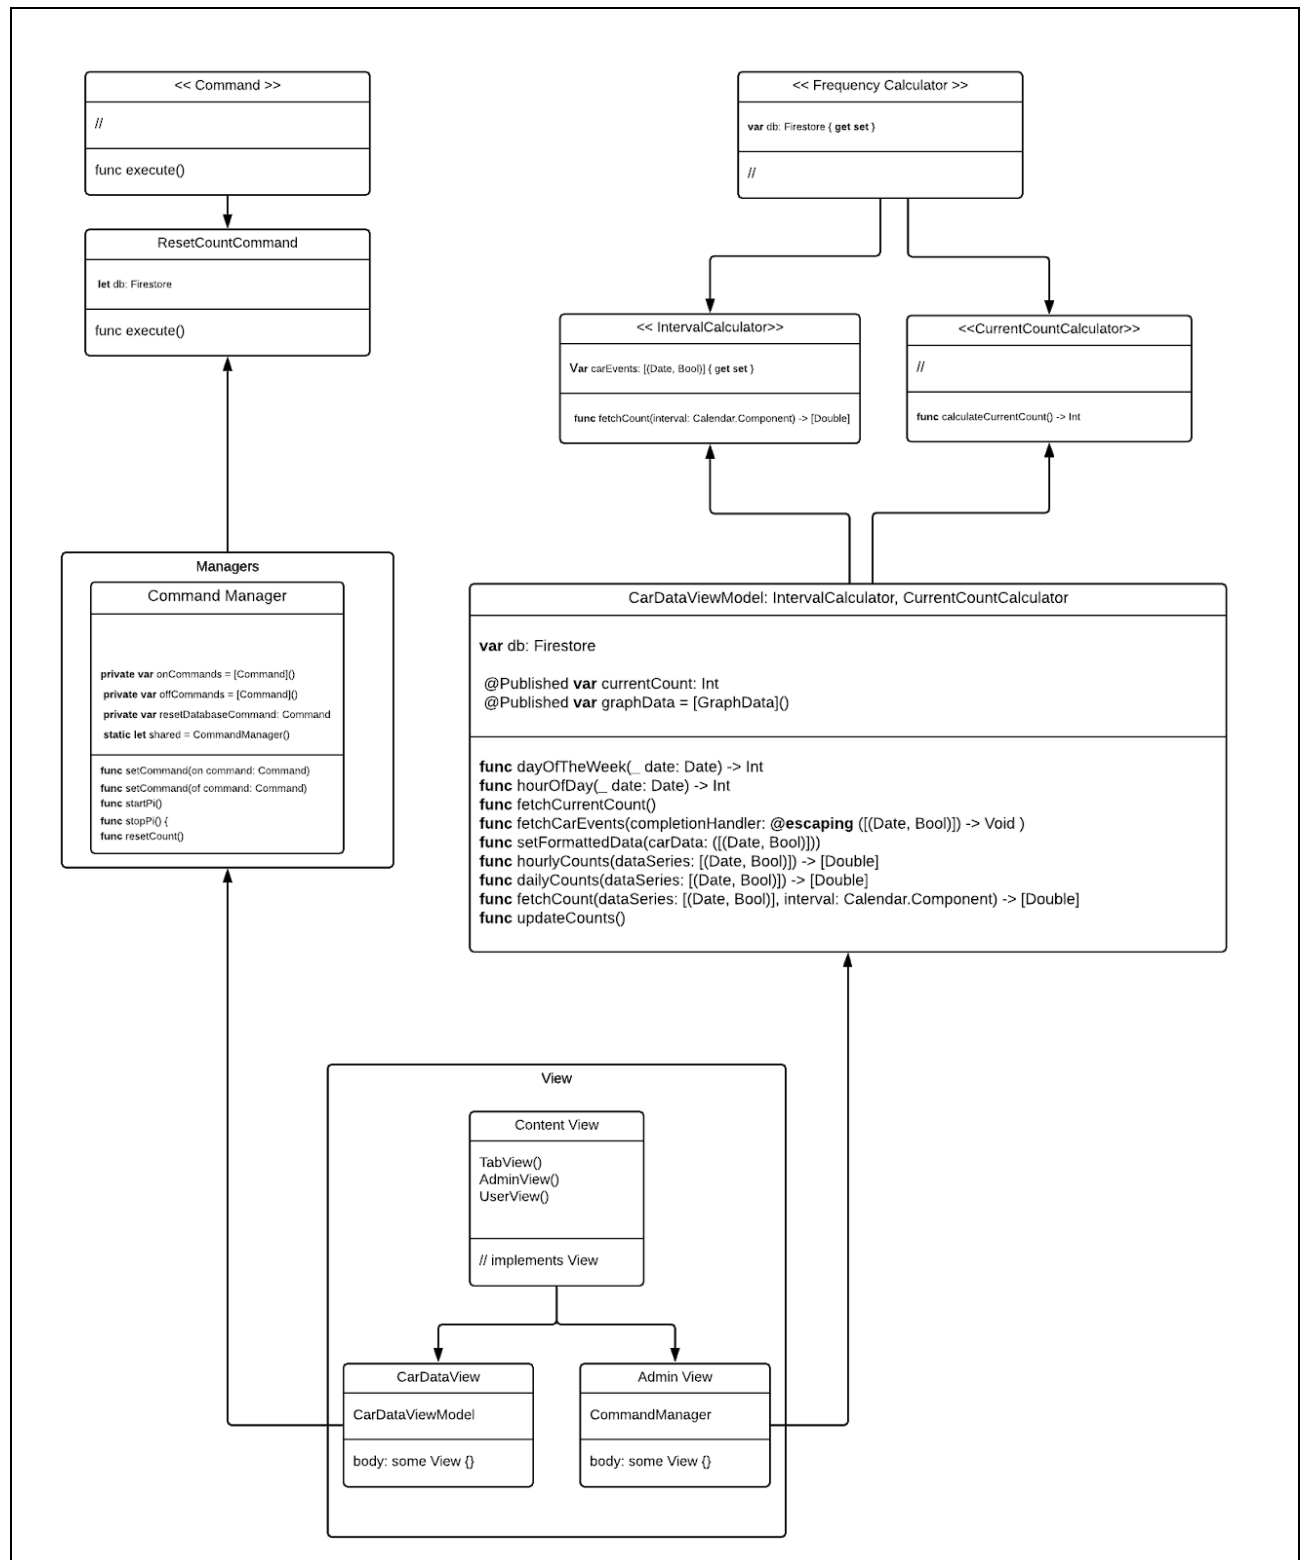 << Command >>
//
func execute()
ResetCountCommand
let db: Firestore
func execute()
<< Frequency Calculator >>
var db: Firestore { get set }
//
<< IntervalCalculator>>
Var carEvents: [(Date, Bool)] { get set }
func fetchCount(interval: Calendar.Component) -> [Double]
<<CurrentCountCalculator>>
//
func calculateCurrentCount() -> Int
Managers
Command Manager
private var onCommands = [Command]()
private var offCommands = [Command]()
private var resetDatabaseCommand: Command
static let shared = CommandManager()
func setCommand(on command: Command)
func setCommand(of command: Command)
func startPi()
func stopPi() {
func resetCount()
CarDataViewModel: IntervalCalculator, CurrentCountCalculator
var db: Firestore
@Published var currentCount: Int
@Published var graphData = [GraphData]()
func dayOfTheWeek(_ date: Date) -> Int
func hourOfDay(_ date: Date) -> Int
func fetchCurrentCount()
func fetchCarEvents(completionHandler: @escaping ([(Date, Bool)]) -> Void )
func setFormattedData(carData: ([(Date, Bool)]))
func hourlyCounts(dataSeries: [(Date, Bool)]) -> [Double]
func dailyCounts(dataSeries: [(Date, Bool)]) -> [Double]
func fetchCount(dataSeries: [(Date, Bool)], interval: Calendar.Component) -> [Double]
func updateCounts()
View
Content View
TabView()
AdminView()
UserView()
// implements View
CarDataView
CarDataViewModel
body: some View {}
Admin View
CommandManager
body: some View {}